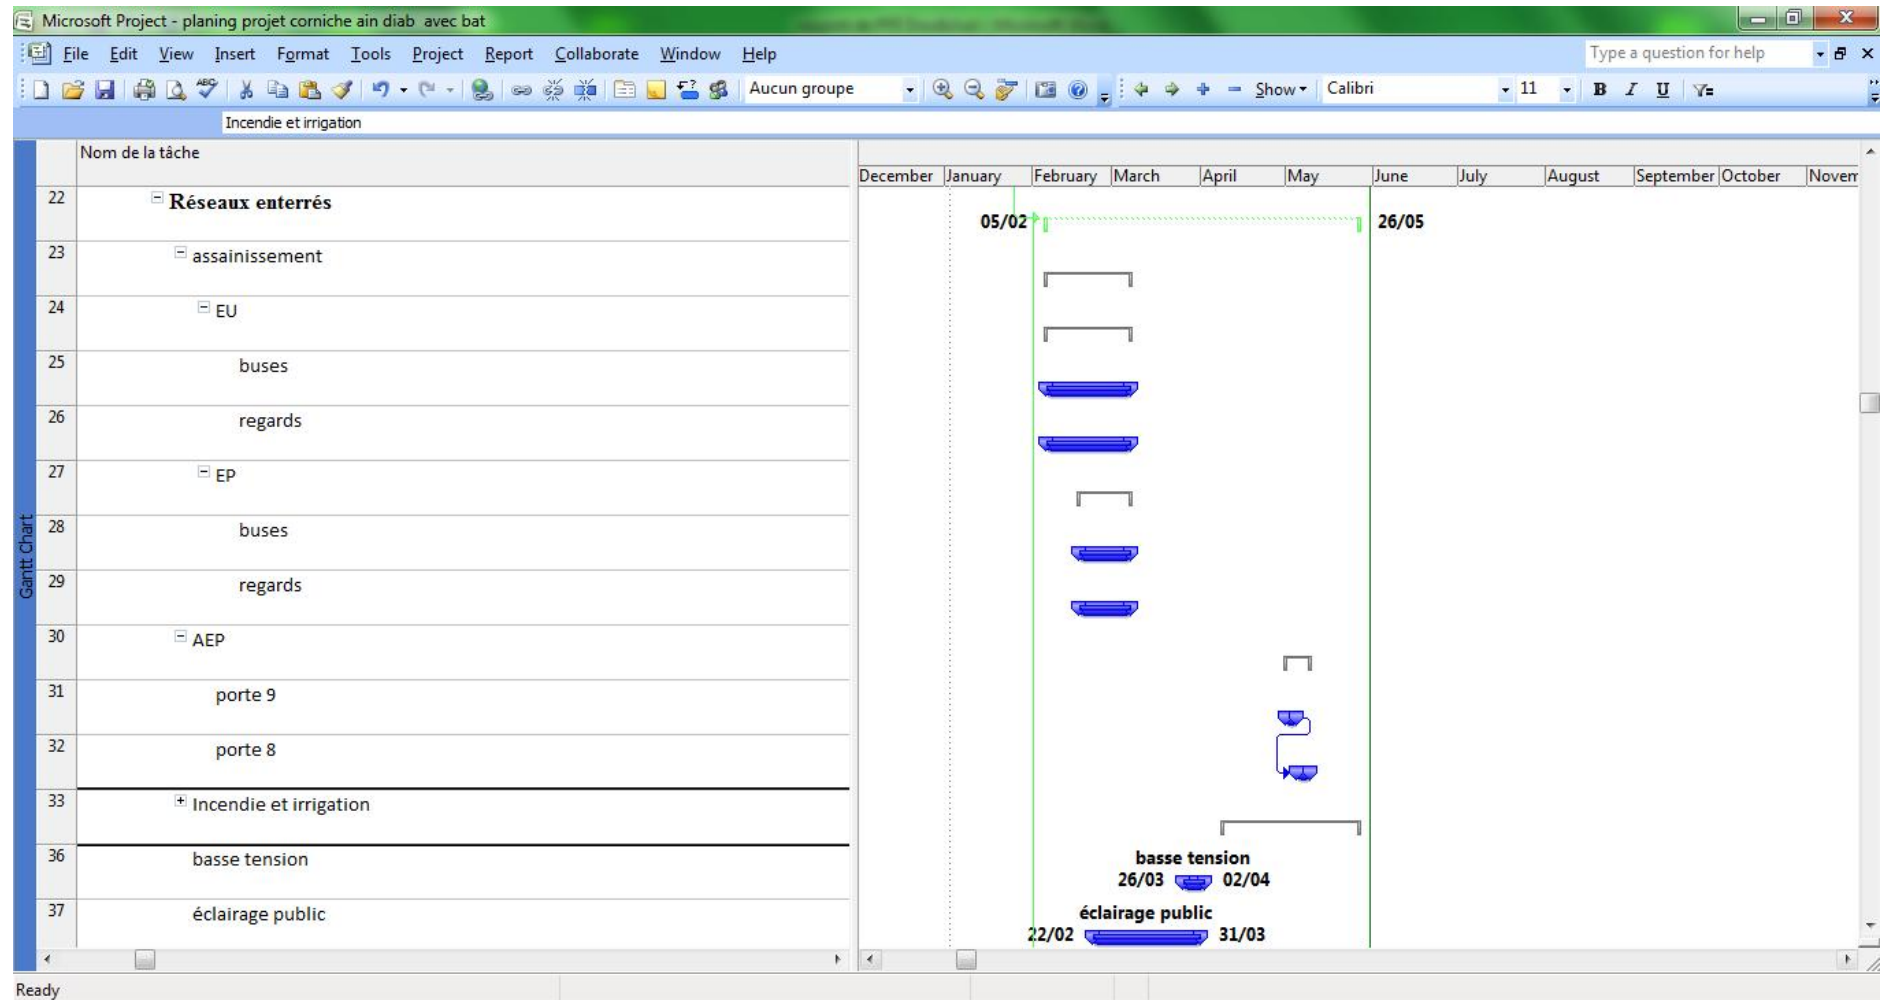 Microsoft Project - planing projet corniche ain diab avec bat
File Edit View Insert Format Tools Project Report Collaborate Window Help
Type a question for help
Aucun groupe
Show
Calibri
11
B I U
Incendie et irrigation
Nom de la tâche
December January February March April May June July August September October Novem
22 Réseaux enterrés
05/02 26/05
23 assainissement
24 EU
25 buses
26 regards
27 EP
28 buses
29 regards
30 AEP
31 porte 9
32 porte 8
33 Incendie et irrigation
36 basse tension
basse tension
26/03 02/04
37 éclairage public
éclairage public
22/02 31/03
Gantt Chart
Ready